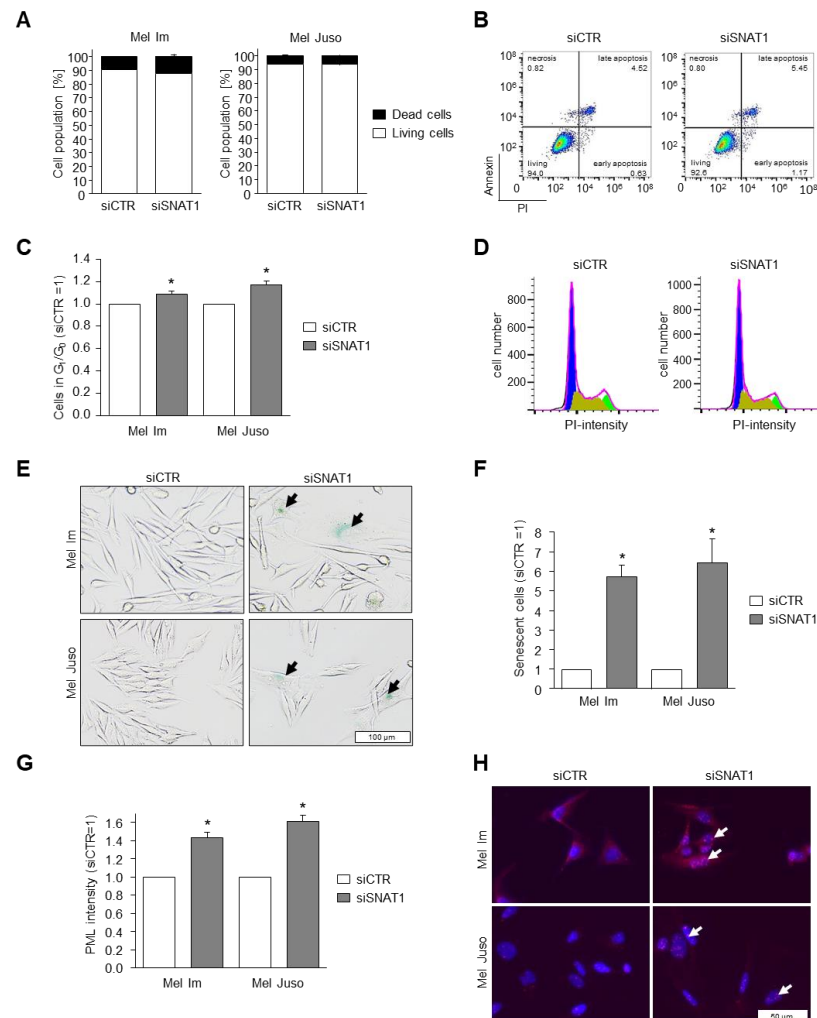 A
Mel Im
Mel Juso
Cell population [%]
100
90
80
70
60
50
40
30
20
10
0
siCTR
siSNAT1
Cell population [%]
100
90
80
70
60
50
40
30
20
10
0
siCTR
siSNAT1
Dead cells
Living cells
B
siCTR
siSNAT1
10⁸
10⁶
10⁴
10²
0
necrosis
0.82
late apoptosis
4.52
living
94.0
early apoptosis
0.63
0 10² 10⁴ 10⁶ 10⁸
Annexin
PI
10⁸
10⁶
10⁴
10²
0
necrosis
0.80
late apoptosis
5.45
living
92.6
early apoptosis
1.17
0 10² 10⁴ 10⁶ 10⁸
C
Cells in G₁/G₀ (siCTR =1)
1.4
1.2
1.0
0.8
0.6
0.4
0.2
0.0
*
*
Mel Im
Mel Juso
siCTR
siSNAT1
D
siCTR
siSNAT1
cell number
800
600
400
200
PI-intensity
cell number
1000
800
600
400
200
PI-intensity
E
siCTR
siSNAT1
Mel Im
Mel Juso
100 µm
F
Senescent cells (siCTR =1)
8
7
6
5
4
3
2
1
0
*
*
Mel Im
Mel Juso
siCTR
siSNAT1
G
PML intensity (siCTR=1)
1.6
1.4
1.2
1.0
0.8
0.6
0.4
0.2
0.0
*
*
Mel Im
Mel Juso
siCTR
siSNAT1
H
siCTR
siSNAT1
Mel Im
Mel Juso
50 µm